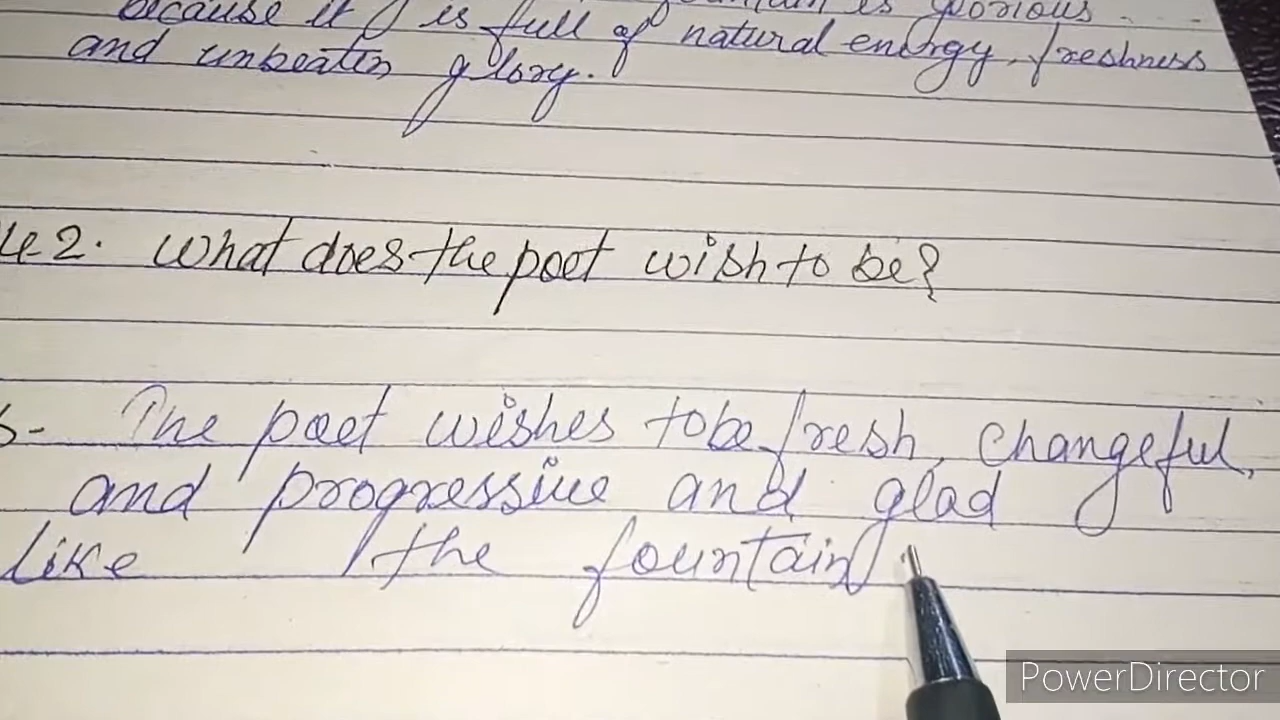 because it is full of natural energy, freshness
and unbeaten glory.
2. What does the poet wish to be?
- The poet wishes to be fresh, changeful,
and progressive and glad
like the fountain
PowerDirector